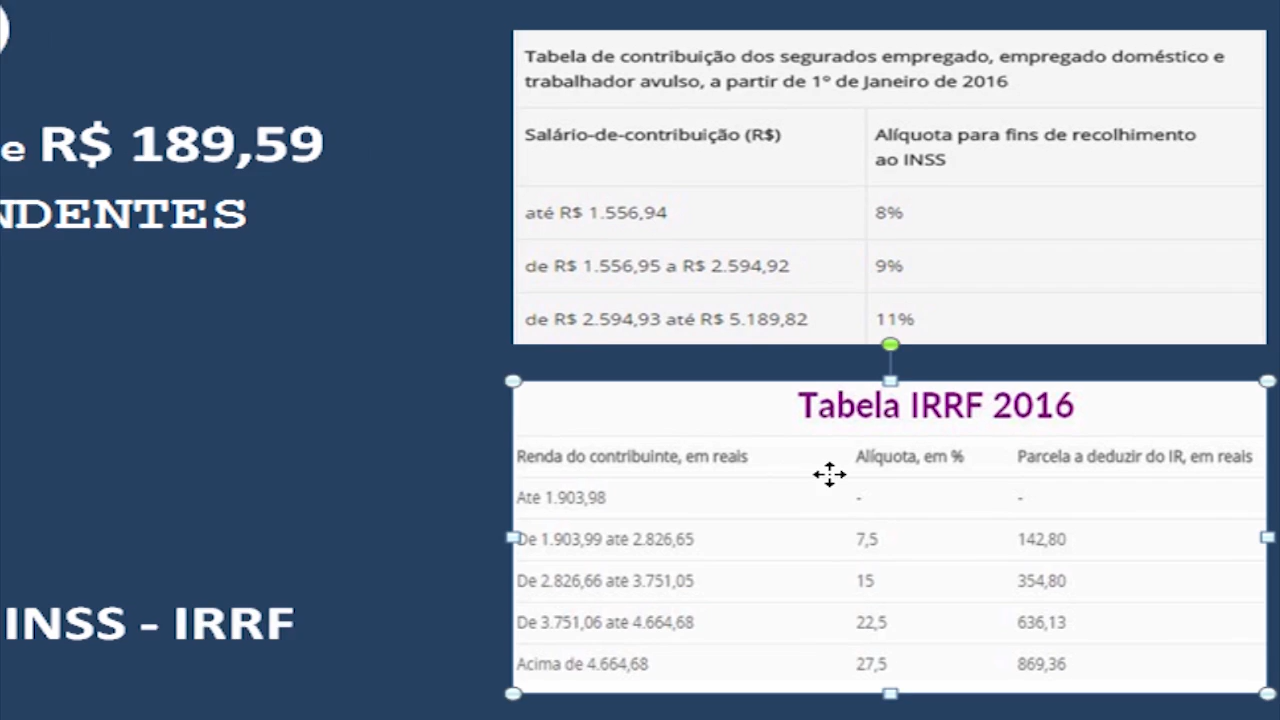 e R$ 189,59
NDENTES
INSS - IRRF
Tabela de contribuição dos segurados empregado, empregado doméstico e
trabalhador avulso, a partir de 1º de Janeiro de 2016
Salário-de-contribuição (R$) Alíquota para fins de recolhimento
ao INSS
até R$ 1.556,94 8%
de R$ 1.556,95 a R$ 2.594,92 9%
de R$ 2.594,93 até R$ 5.189,82 11%
Tabela IRRF 2016
Renda do contribuinte, em reais Alíquota, em % Parcela a deduzir do IR, em reais
Ate 1.903,98 - -
De 1.903,99 ate 2.826,65 7,5 142,80
De 2.826,66 ate 3.751,05 15 354,80
De 3.751,06 ate 4.664,68 22,5 636,13
Acima de 4.664,68 27,5 869,36